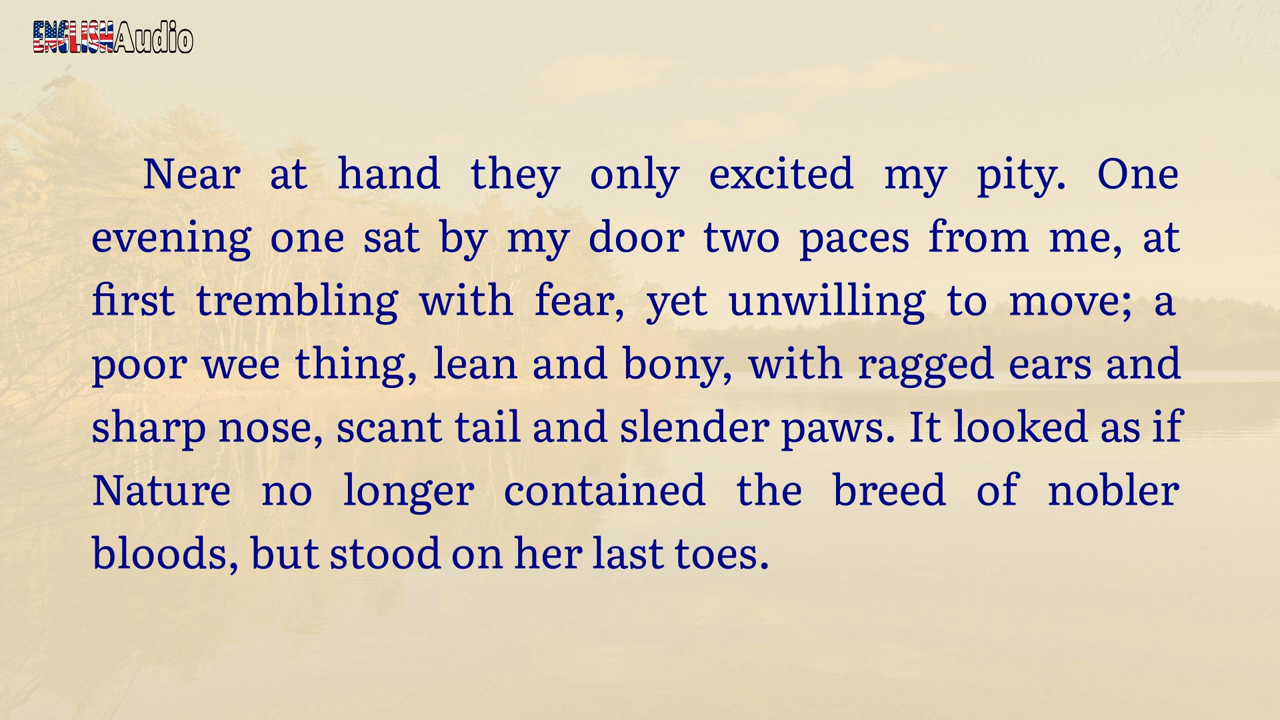 ENGLISHAudio
Near at hand they only excited my pity. One
evening one sat by my door two paces from me, at
first trembling with fear, yet unwilling to move; a
poor wee thing, lean and bony, with ragged ears and
sharp nose, scant tail and slender paws. It looked as if
Nature no longer contained the breed of nobler
bloods, but stood on her last toes.